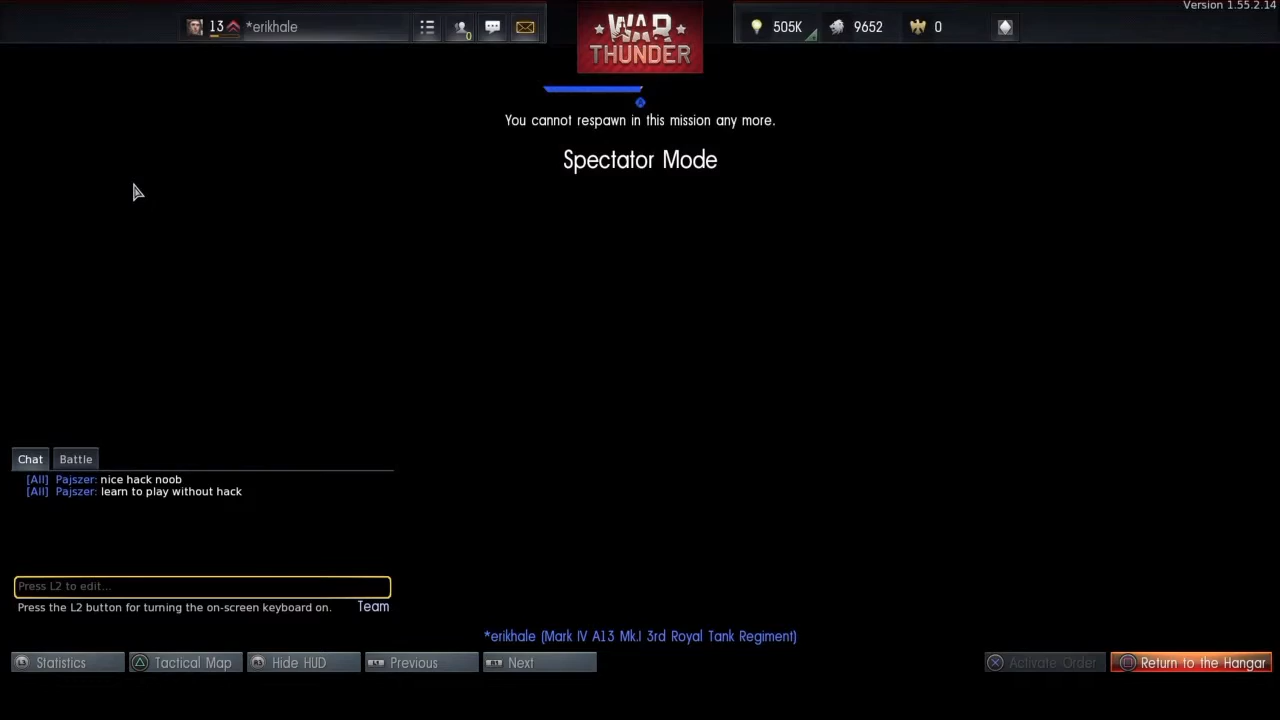 Version 1.55.2.14
13 *erikhale 0 WAR THUNDER 505K 9652 0
A
You cannot respawn in this mission any more.
Spectator Mode
Chat Battle
[All] Pajszer: nice hack noob
[All] Pajszer: learn to play without hack
Press L2 to edit...
Press the L2 button for turning the on-screen keyboard on. Team
*erikhale (Mark IV A13 Mk.I 3rd Royal Tank Regiment)
Statistics Tactical Map Hide HUD Previous Next Activate Order Return to the Hangar